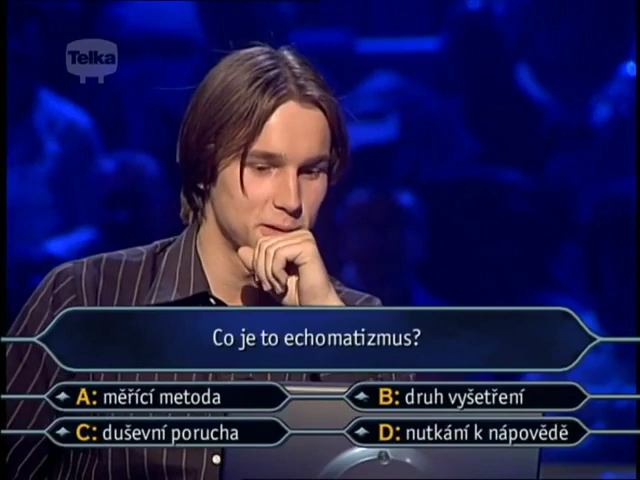 Telka
Co je to echomatizmus?
A: měřící metoda
B: druh vyšetření
C: duševní porucha
D: nutkání k nápovědě